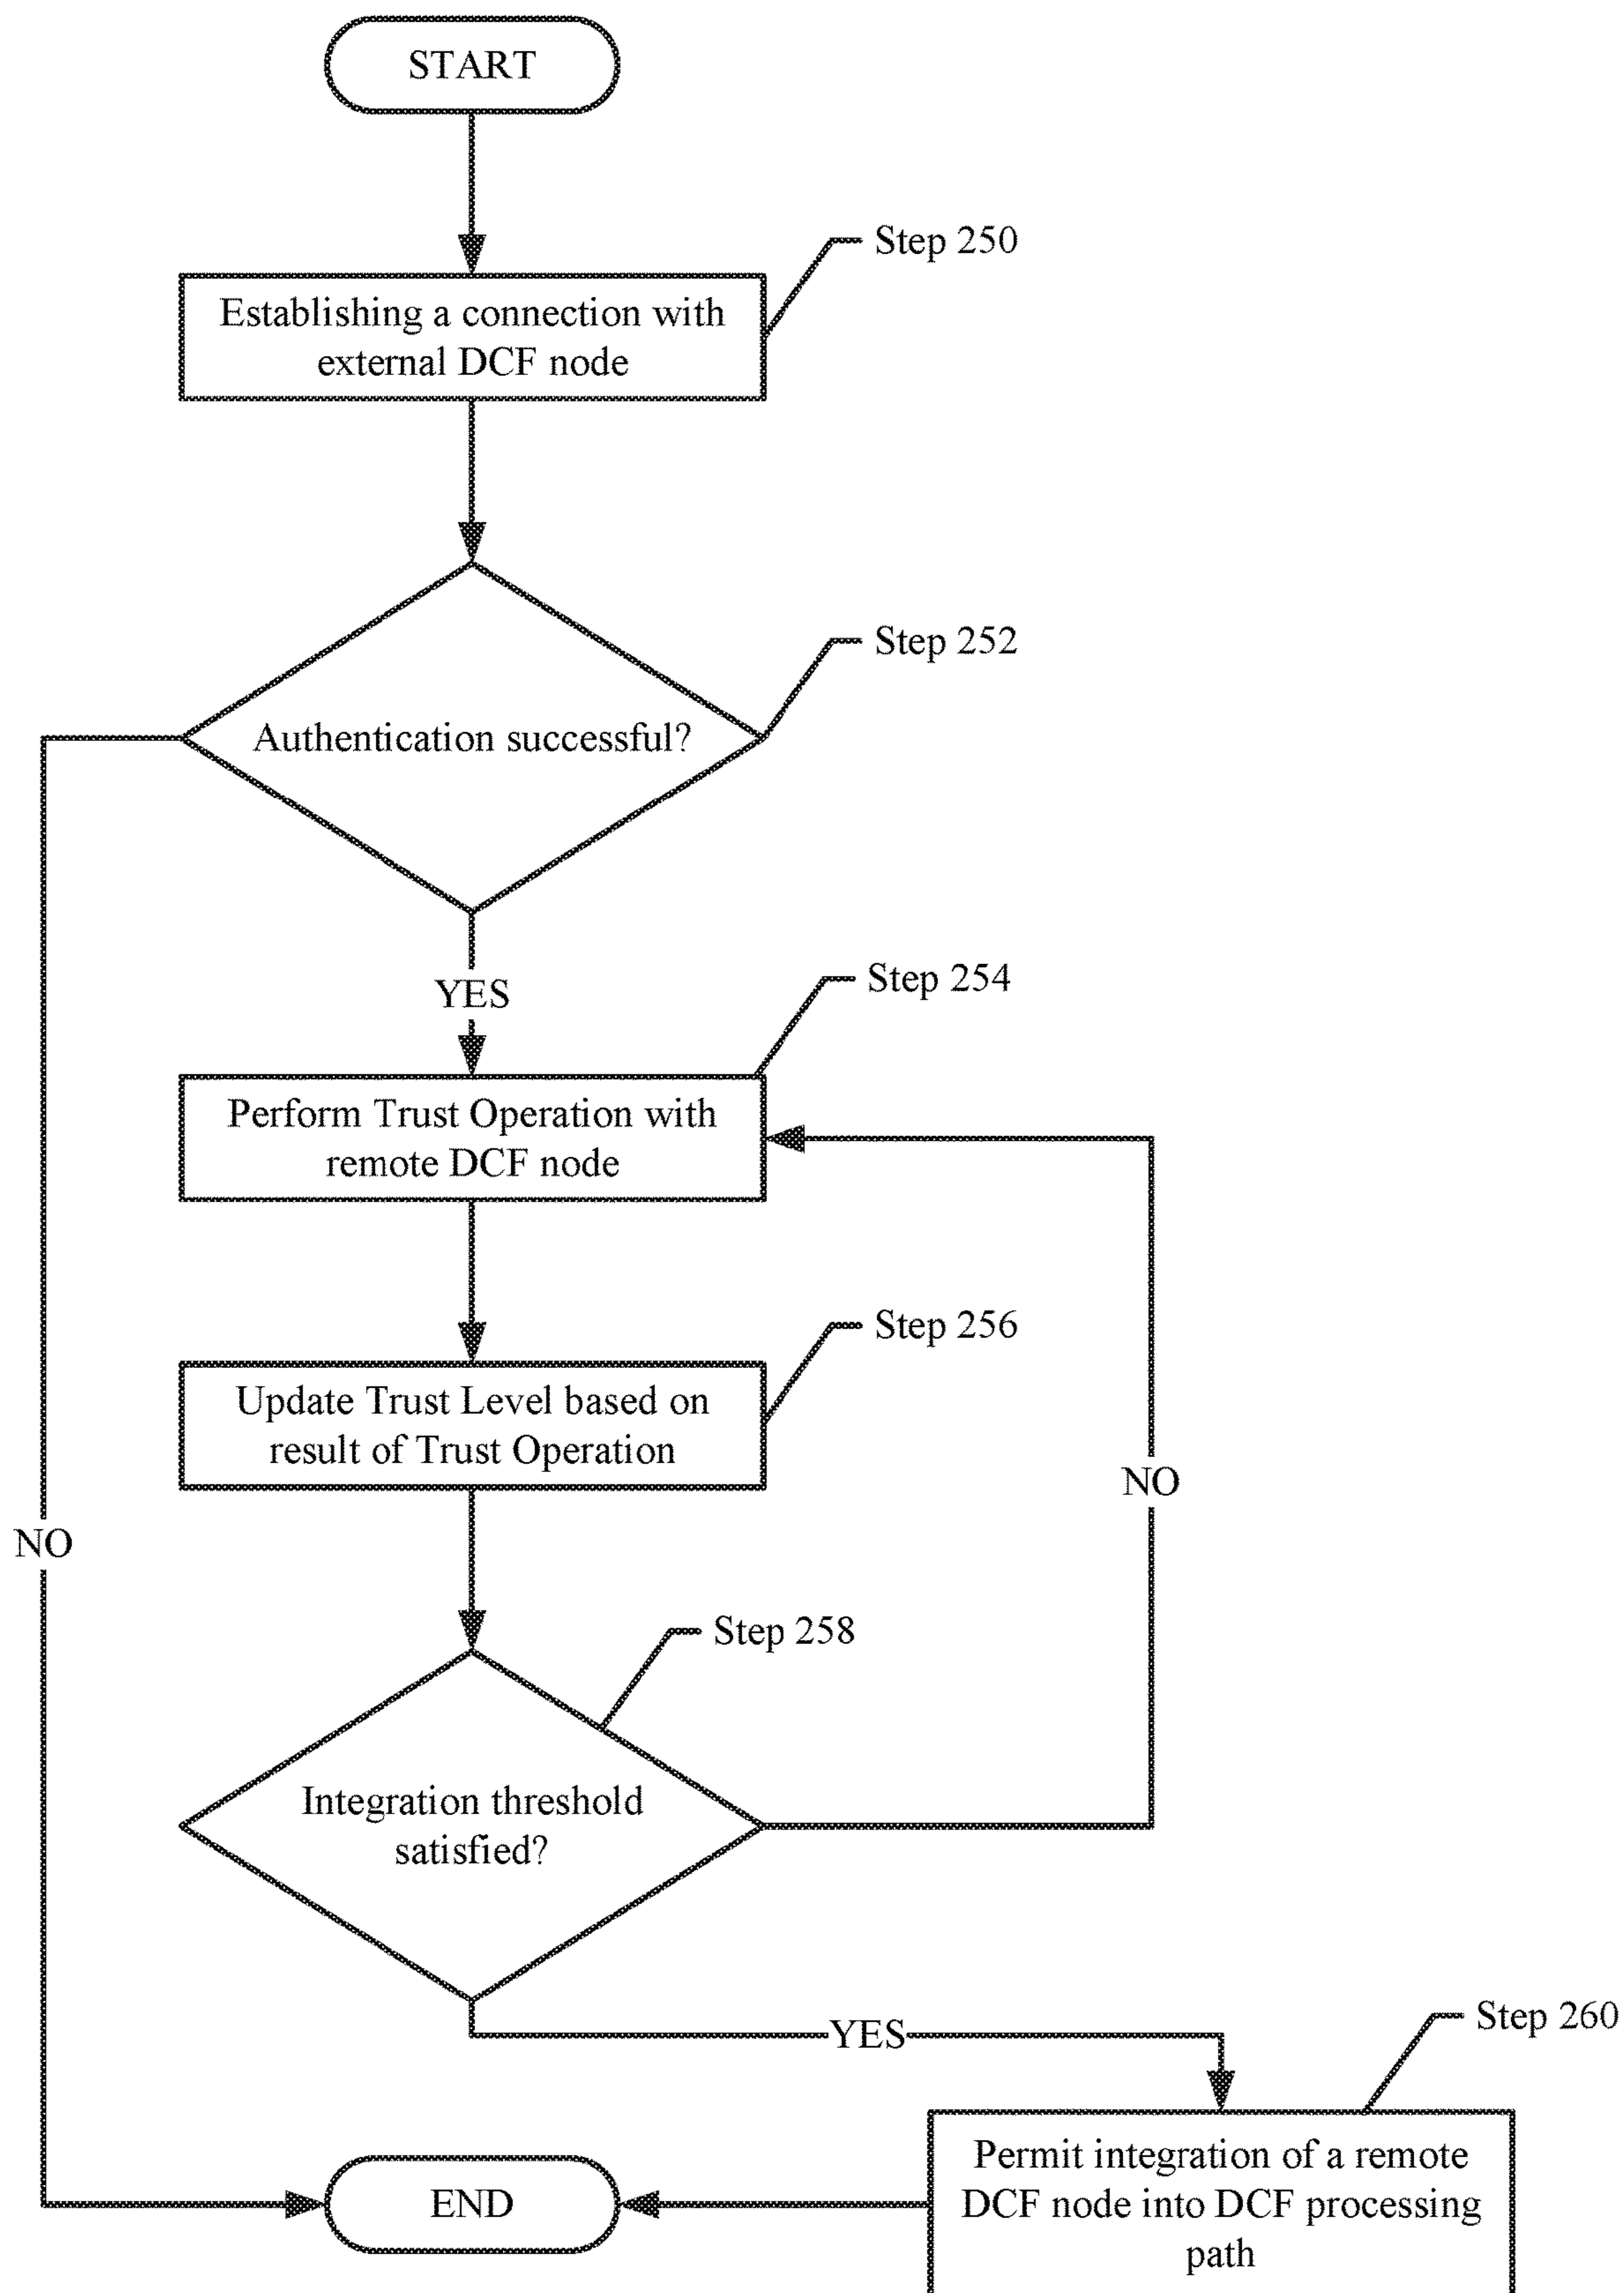 START
Step 250
Establishing a connection with
external DCF node
Step 252
Authentication successful?
YES
Step 254
Perform Trust Operation with
remote DCF node
Step 256
Update Trust Level based on
result of Trust Operation
NO
NO
Step 258
Integration threshold
satisfied?
YES
Step 260
Permit integration of a remote
DCF node into DCF processing
path
END